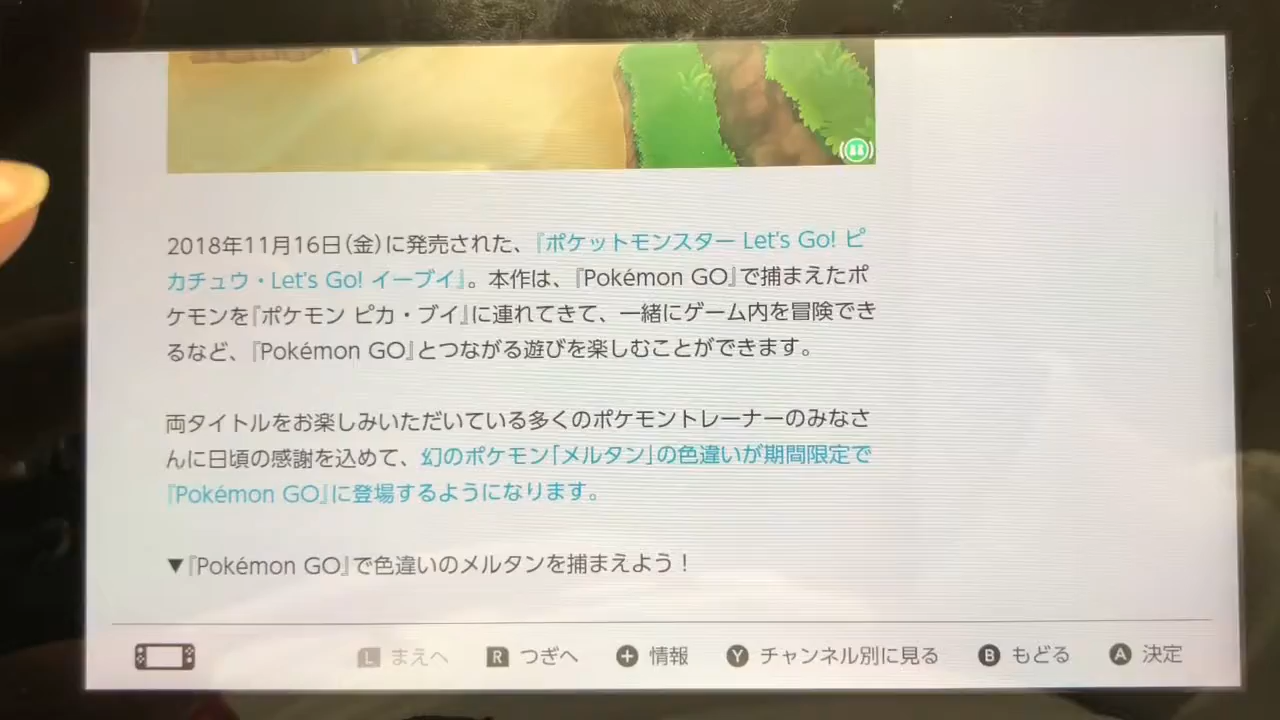 2018年11月16日(金)に発売された、『ポケットモンスター Let's Go! ピ
カチュウ・Let's Go! イーブイ』。本作は、『Pokémon GO』で捕まえたポ
ケモンを『ポケモン ピカ・ブイ』に連れてきて、一緒にゲーム内を冒険でき
るなど、『Pokémon GO』とつながる遊びを楽しむことができます。
両タイトルをお楽しみいただいている多くのポケモントレーナーのみなさ
んに日頃の感謝を込めて、幻のポケモン「メルタン」の色違いが期間限定で
『Pokémon GO』に登場するようになります。
▼『Pokémon GO』で色違いのメルタンを捕まえよう！
L まえへ R つぎへ + 情報 Y チャンネル別に見る B もどる A 決定